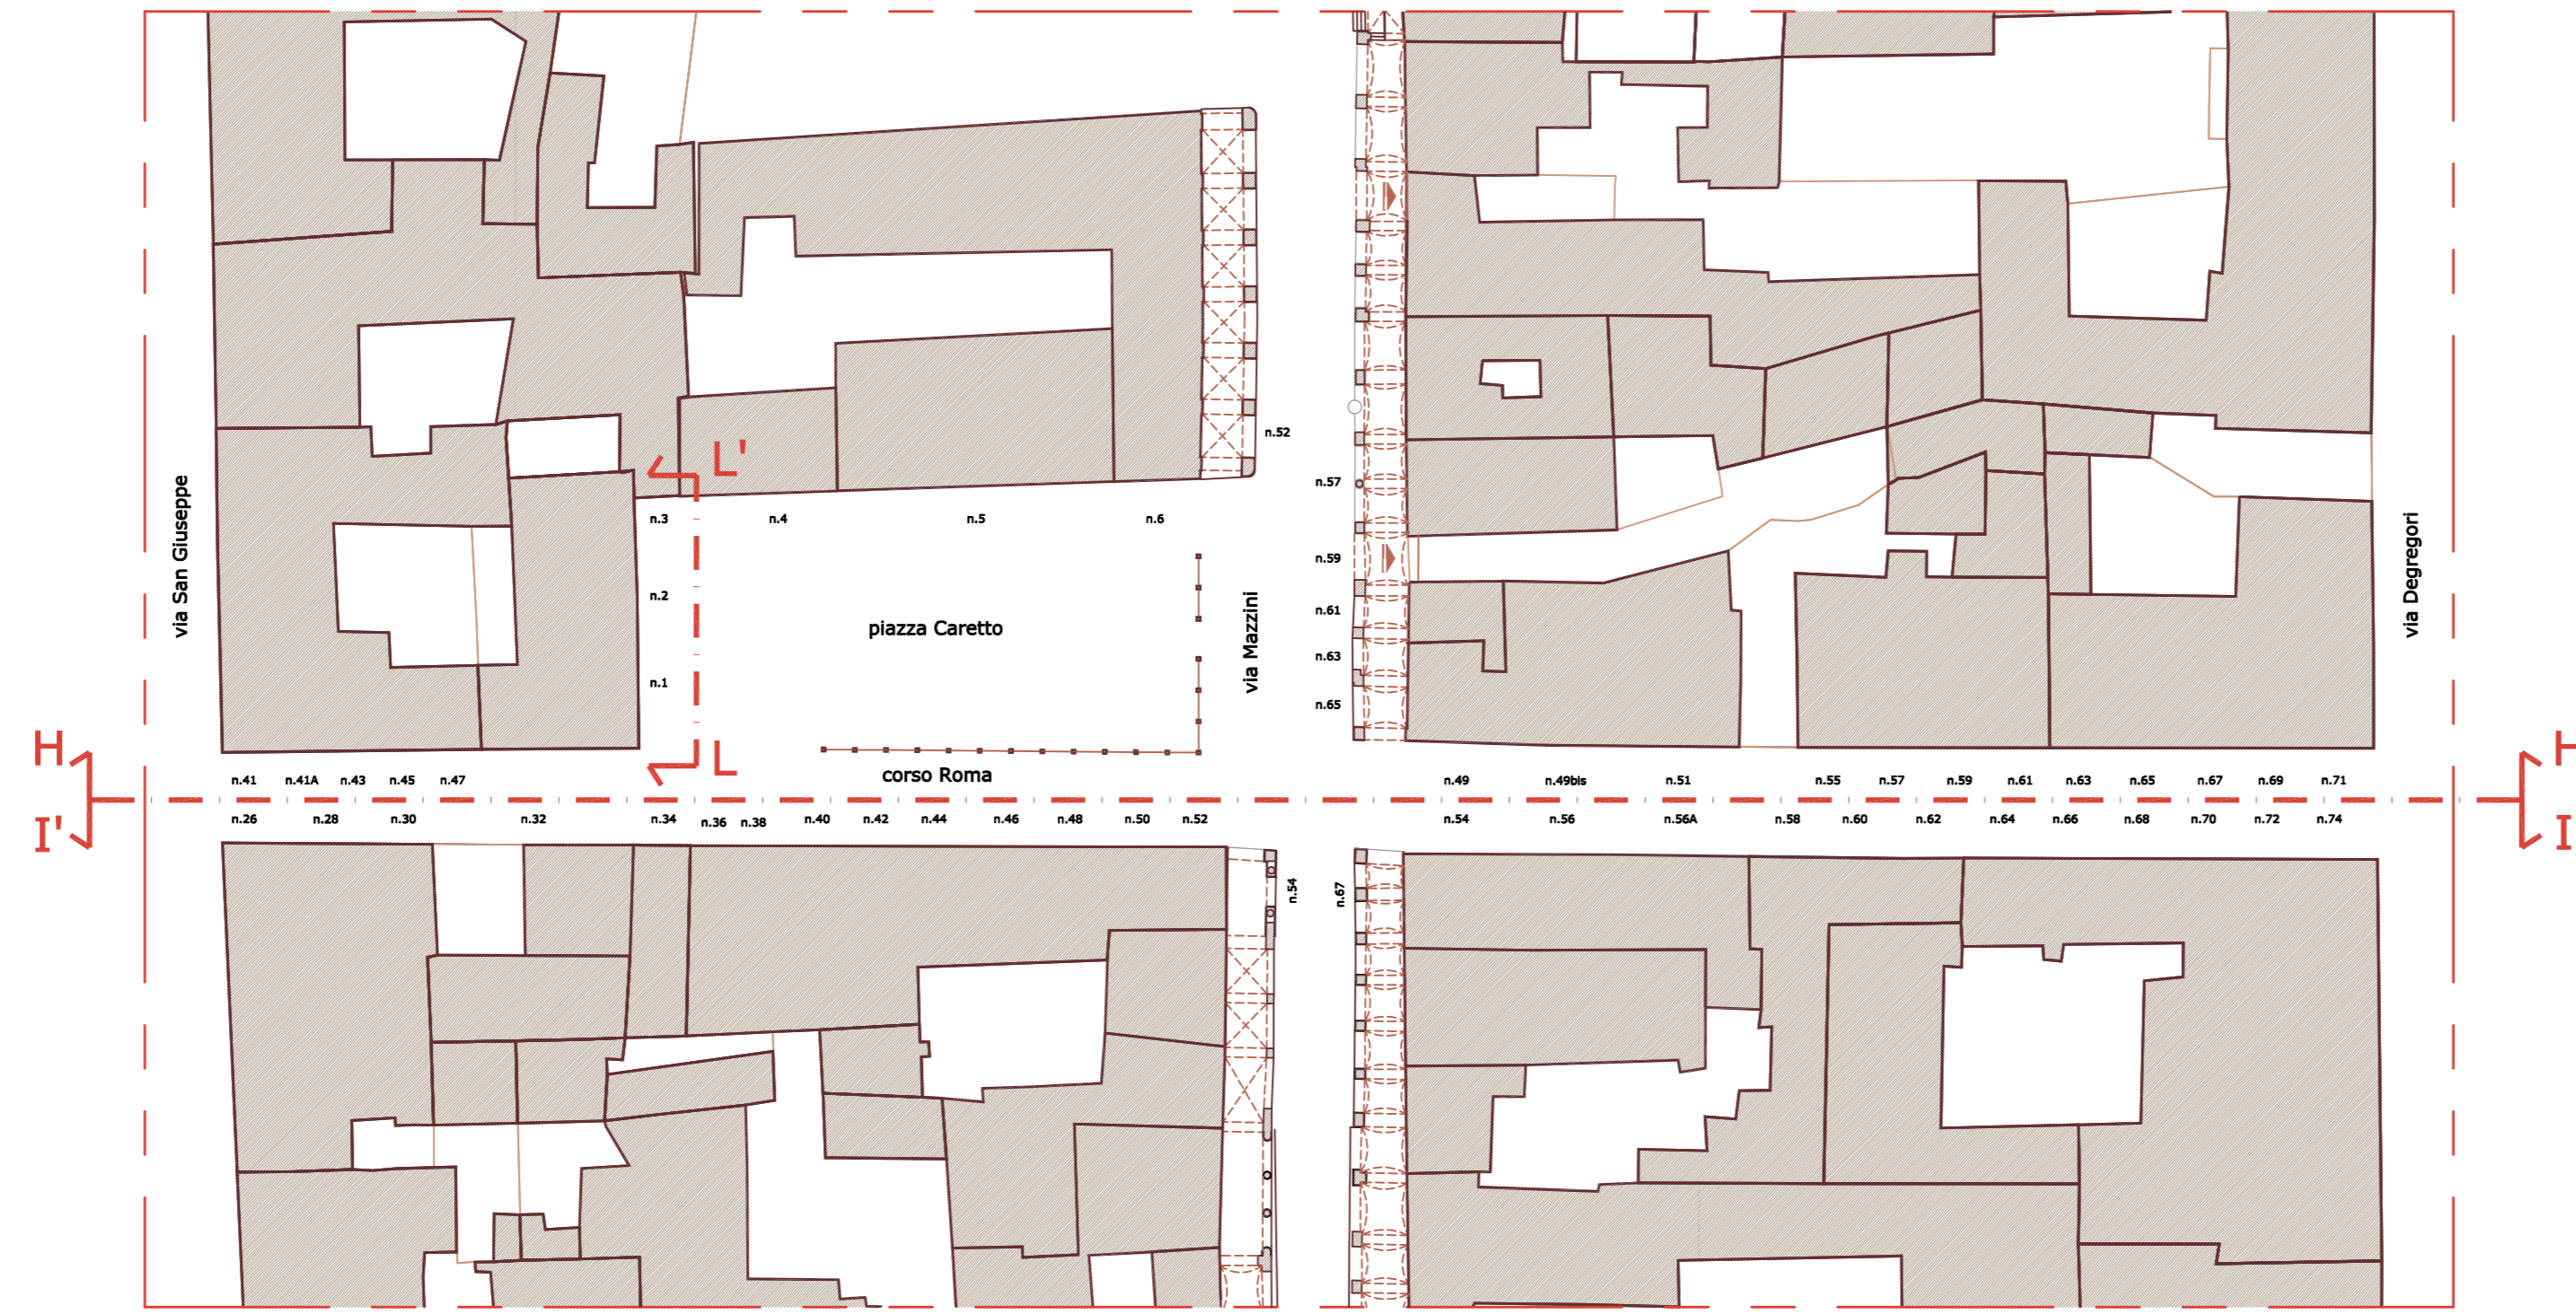 L'
n.52
via San Giuseppe
n.57
n.3
n.4
n.5
n.6
via Degregori
n.59
n.2
n.61
piazza Caretto
via Mazzini
n.63
n.1
n.65
H
L
corso Roma
H
n.41
n.41A
n.43
n.45
n.47
n.49
n.49bis
n.51
n.55
n.57
n.59
n.61
n.63
n.65
n.67
n.69
n.71
I'
n.26
n.28
n.30
n.32
n.34
n.36
n.38
n.40
n.42
n.44
n.46
n.48
n.50
n.52
n.54
n.56
n.56A
n.58
n.60
n.62
n.64
n.66
n.68
n.70
n.72
n.74
I
n.54
n.67